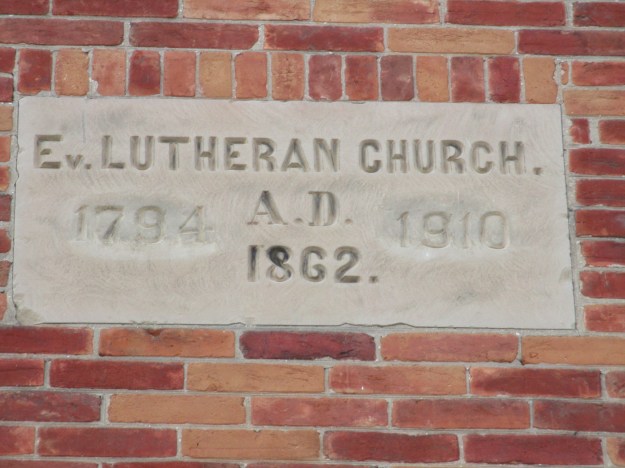 Ev. LUTHERAN CHURCH.
1794 A.D. 1910
1862.